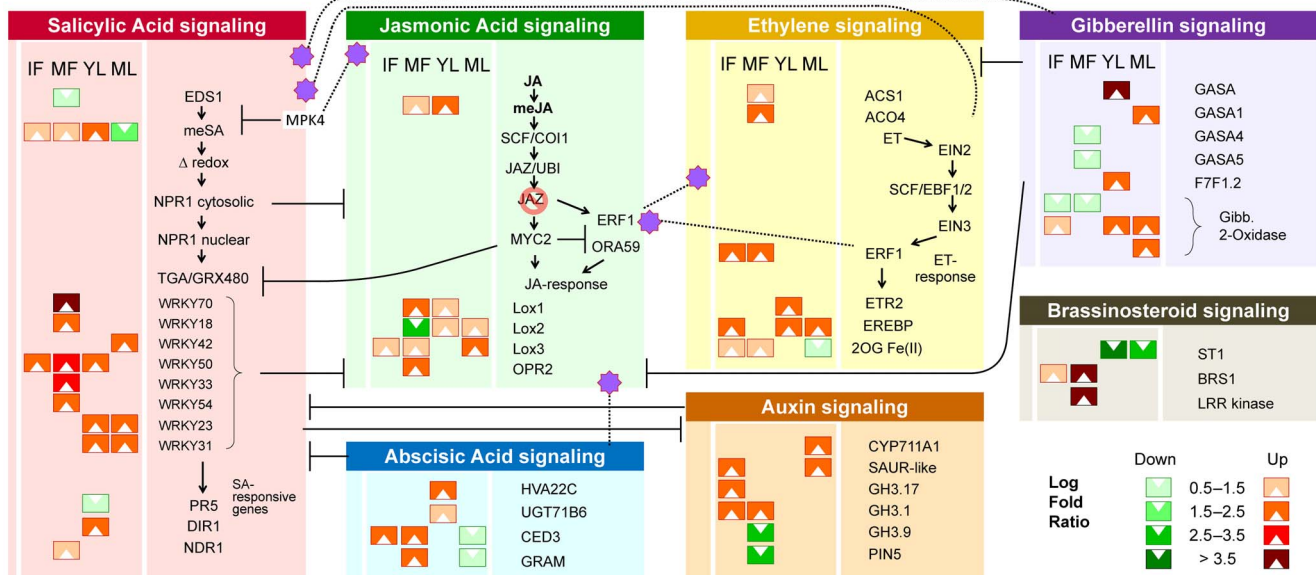 Salicylic Acid signaling
IF MF YL ML
EDS1
meSA
Δ redox
NPR1 cytosolic
NPR1 nuclear
TGA/GRX480
WRKY70
WRKY18
WRKY42
WRKY50
WRKY33
WRKY54
WRKY23
WRKY31
SA-
responsive
genes
PR5
DIR1
NDR1
MPK4
Jasmonic Acid signaling
IF MF YL ML
JA
meJA
SCF/COI1
JAZ/UBI
JAZ
ERF1
MYC2
ORA59
JA-response
Lox1
Lox2
Lox3
OPR2
Abscisic Acid signaling
HVA22C
UGT71B6
CED3
GRAM
Ethylene signaling
IF MF YL ML
ACS1
ACO4
ET
EIN2
SCF/EBF1/2
EIN3
ERF1
ET-
response
ETR2
EREBP
2OG Fe(II)
Auxin signaling
CYP711A1
SAUR-like
GH3.17
GH3.1
GH3.9
PIN5
Gibberellin signaling
IF MF YL ML
GASA
GASA1
GASA4
GASA5
F7F1.2
Gibb.
2-Oxidase
Brassinosteroid signaling
ST1
BRS1
LRR kinase
Down Up
Log
Fold
Ratio
0.5–1.5
1.5–2.5
2.5–3.5
> 3.5